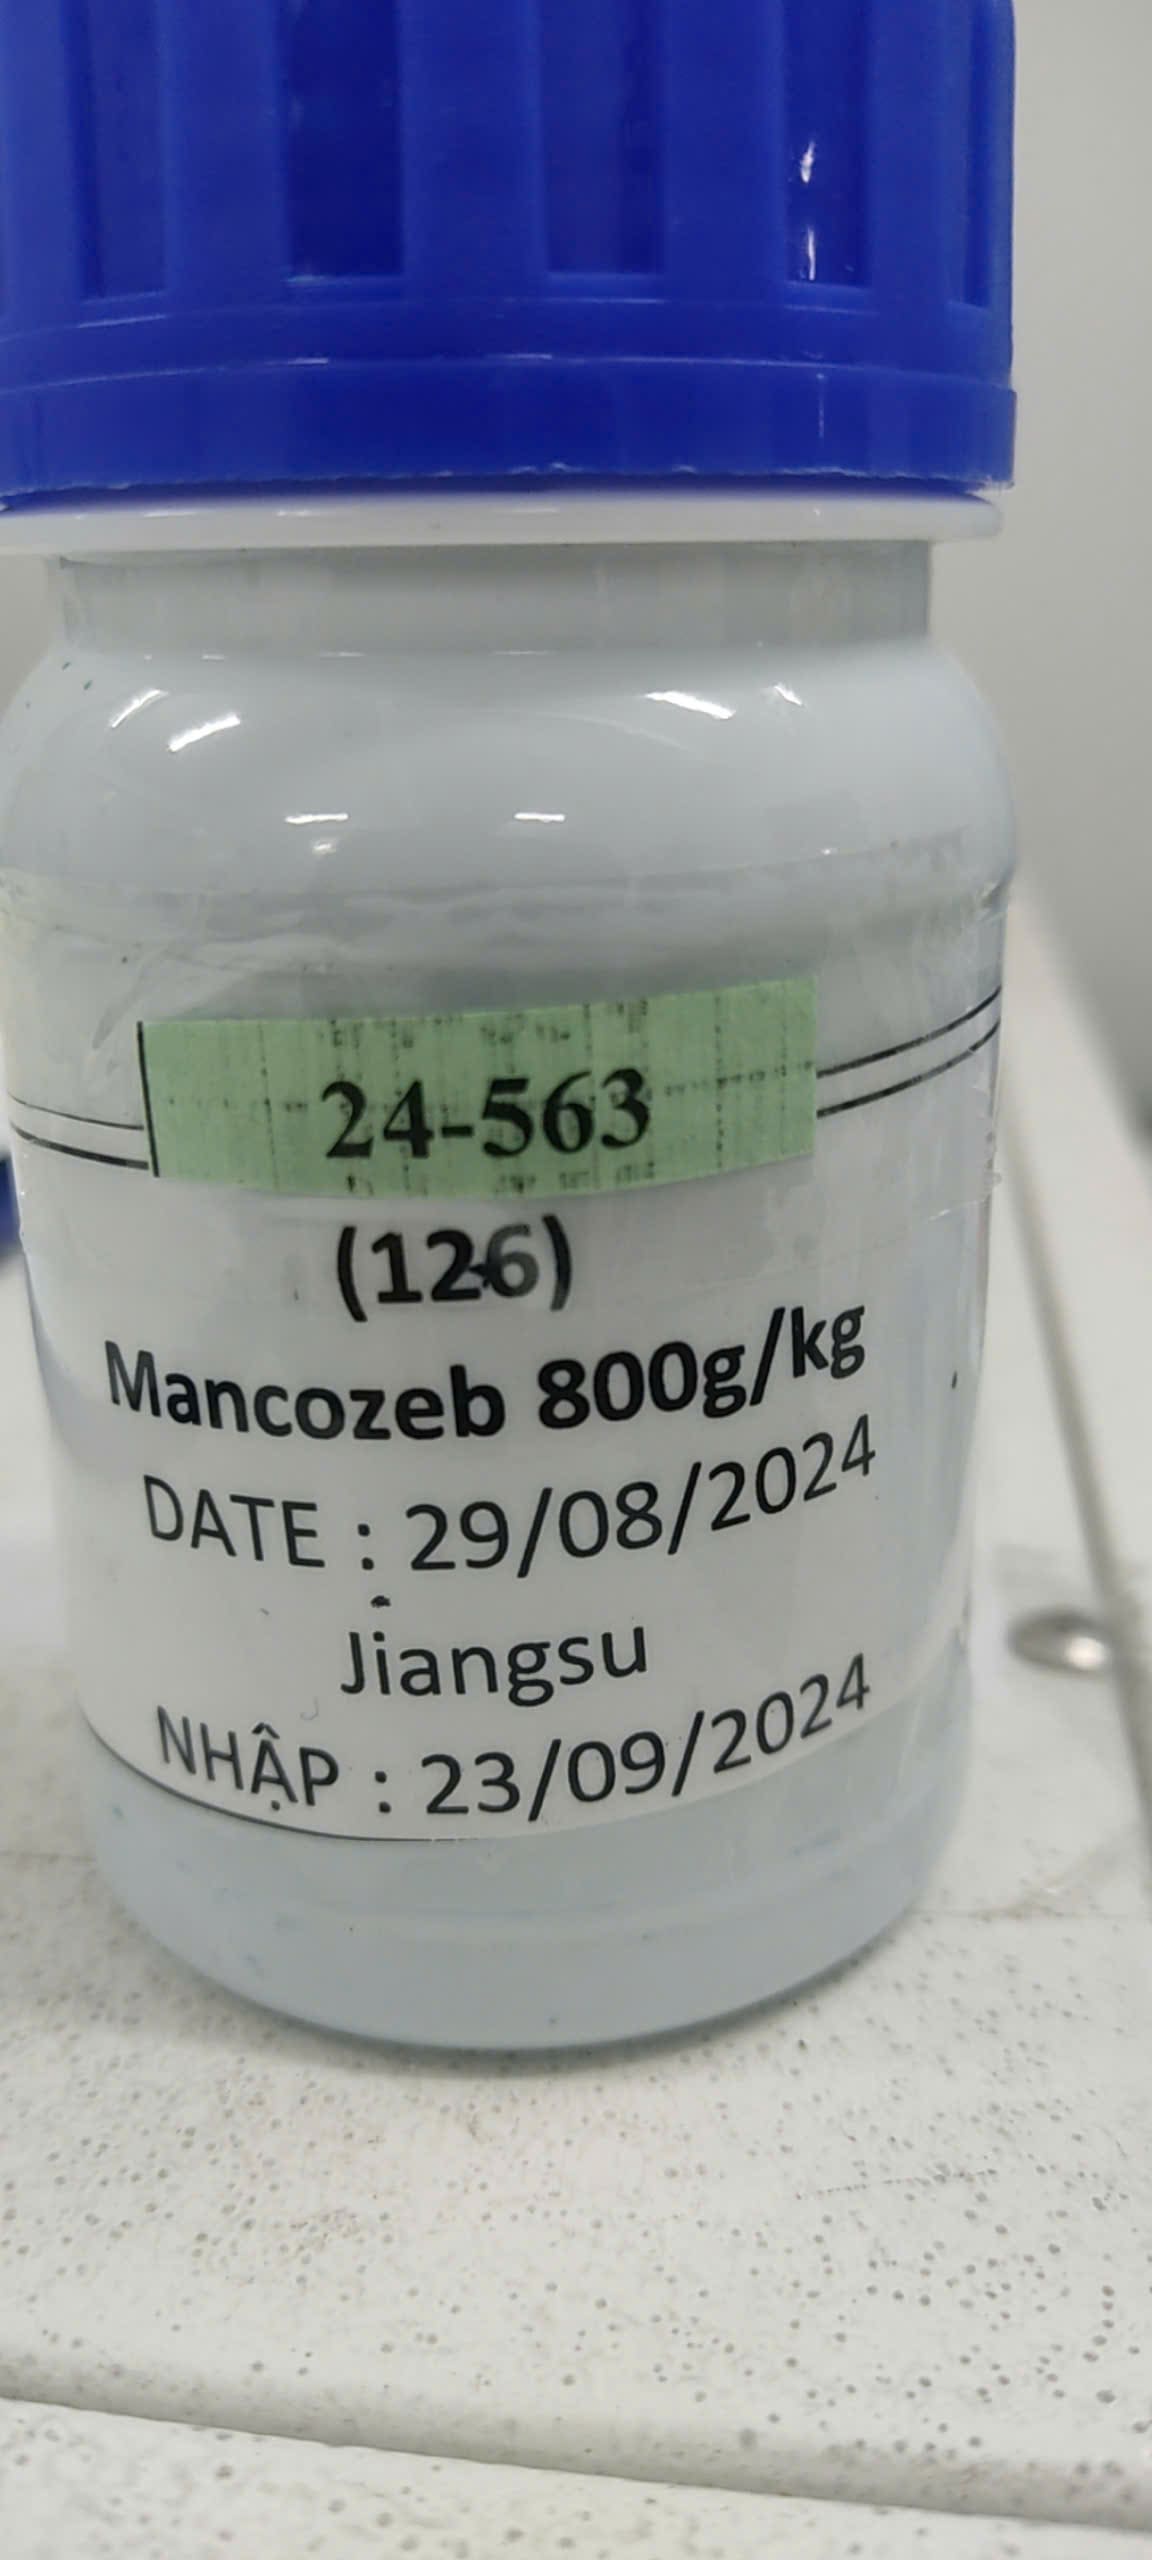 24-563
(126)
Mancozeb 800g/kg
DATE : 29/08/2024
Jiangsu
NHẬP : 23/09/2024